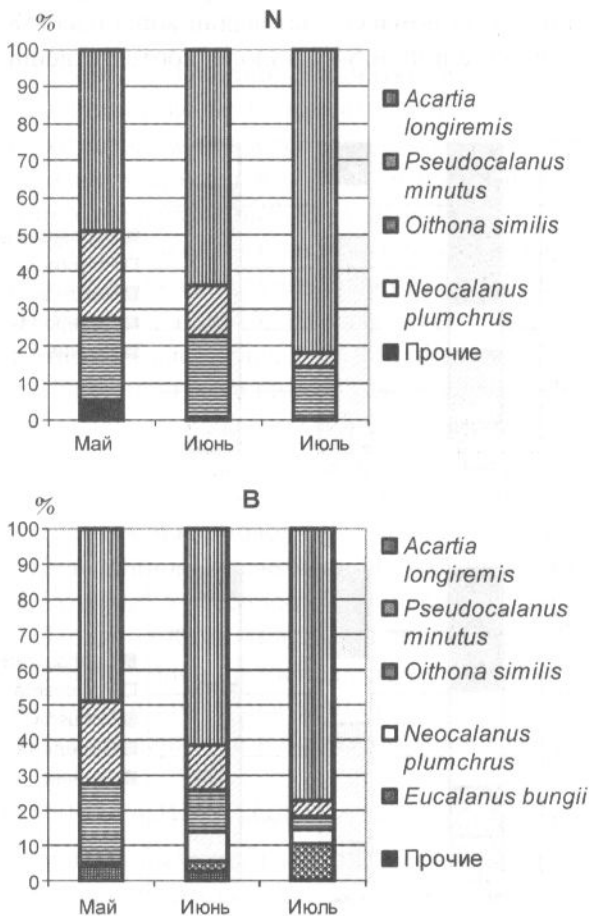 %
N
100
90
80
70
60
50
40
30
20
10
0
Май Июнь Июль
Acartia
longiremis
Pseudocalanus
minutus
Oithona similis
Neocalanus
plumchrus
Прочие
%
B
100
90
80
70
60
50
40
30
20
10
0
Май Июнь Июль
Acartia
longiremis
Pseudocalanus
minutus
Oithona similis
Neocalanus
plumchrus
Eucalanus bungii
Прочие